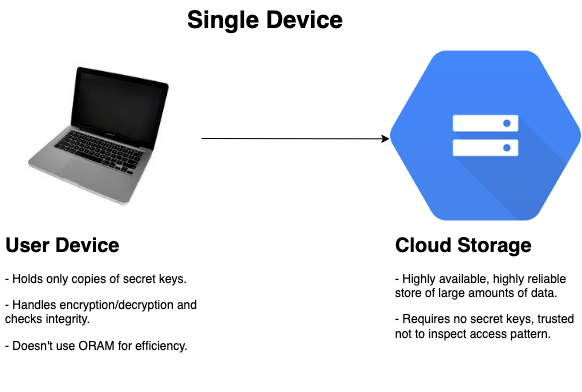 Single Device
User Device
- Holds only copies of secret keys.
- Handles encryption/decryption and
checks integrity.
- Doesn't use ORAM for efficiency.
Cloud Storage
- Highly available, highly reliable
store of large amounts of data.
- Requires no secret keys, trusted
not to inspect access pattern.